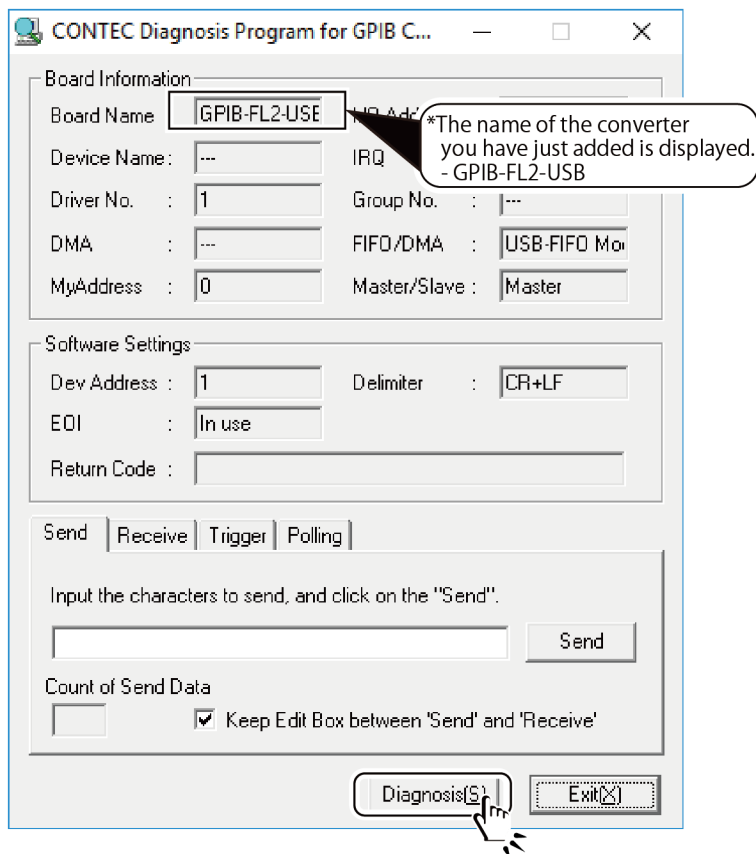 CONTEC Diagnosis Program for GPIB C...
Board Information
Board Name GPIB-FL2-USB
*The name of the converter
you have just added is displayed.
- GPIB-FL2-USB
Device Name : --- IRQ
Driver No. : 1 Group No. : ---
DMA : --- FIFO/DMA : USB-FIFO Mo
MyAddress : 0 Master/Slave : Master
Software Settings
Dev Address : 1 Delimiter : CR+LF
EOI : In use
Return Code :
Send Receive Trigger Polling
Input the characters to send, and click on the "Send".
Send
Count of Send Data
Keep Edit Box between 'Send' and 'Receive'
Diagnosis(S) Exit(X)